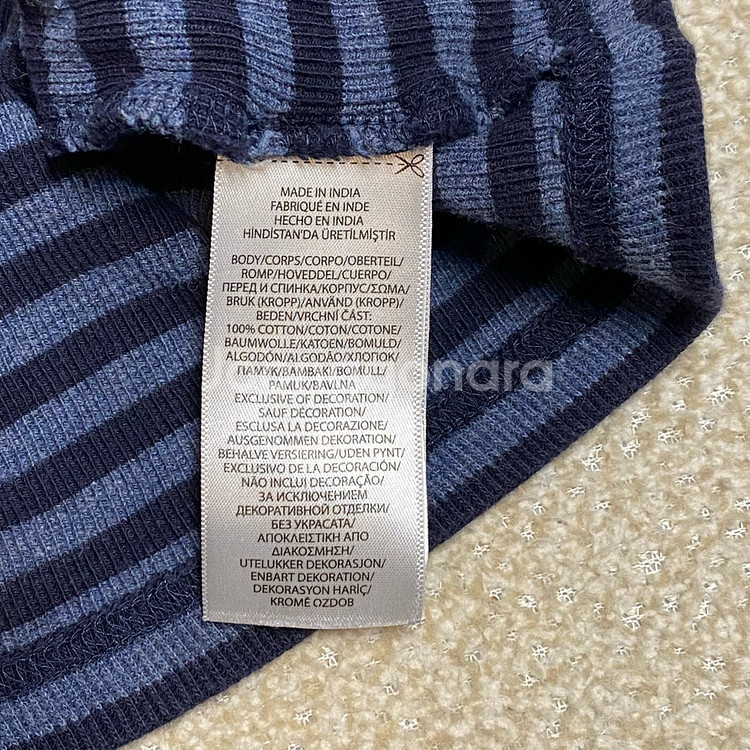 MADE IN INDIA
FABRIQUÉ EN INDE
HECHO EN INDIA
HİNDİSTAN'DA ÜRETİLMİŞTİR
BODY/CORPS/CORPO/OBERTEIL/
ROMP/HOVEDDEL/CUERPO/
ПЕРЕД И СПИНКА/КОРПУС/ΣΩΜΑ/
BRUK (KROPP)/ANVÄND (KROPP)/
BEDEN/VRCHNÍ ČÁST:
100% COTTON/COTON/COTONE/
BAUMWOLLE/KATOEN/BOMULD/
ALGODÓN/ALGODÃO/ХЛОПОК/
ПАМУК/ΒΑΜΒΑΚΙ/BOMULL/
PAMUK/BAVLNA
EXCLUSIVE OF DECORATION/
SAUF DÉCORATION/
ESCLUSA LA DECORAZIONE/
AUSGENOMMEN DEKORATION/
BEHALVE VERSIERING/UDEN PYNT/
EXCLUSIVO DE LA DECORACIÓN/
NÃO INCLUI DECORAÇÃO/
ЗА ИСКЛЮЧЕНИЕМ
ДЕКОРАТИВНОЙ ОТДЕЛКИ/
БЕЗ УКРАСАТА/
ΑΠΟΚΛΕΙΣΤΙΚΗ ΑΠΟ
ΔΙΑΚΟΣΜΗΣΗ/
UTELUKKER DEKORASJON/
ENBART DEKORATION/
DEKORASYON HARİÇ/
KROMĚ OZDOB